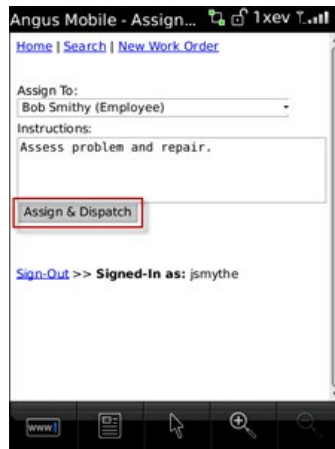 Angus Mobile - Assign... 1xev
Home | Search | New Work Order
Assign To:
Bob Smithy (Employee)
Instructions:
Assess problem and repair.
Assign & Dispatch
Sign-Out >> Signed-In as: jsmythe
www